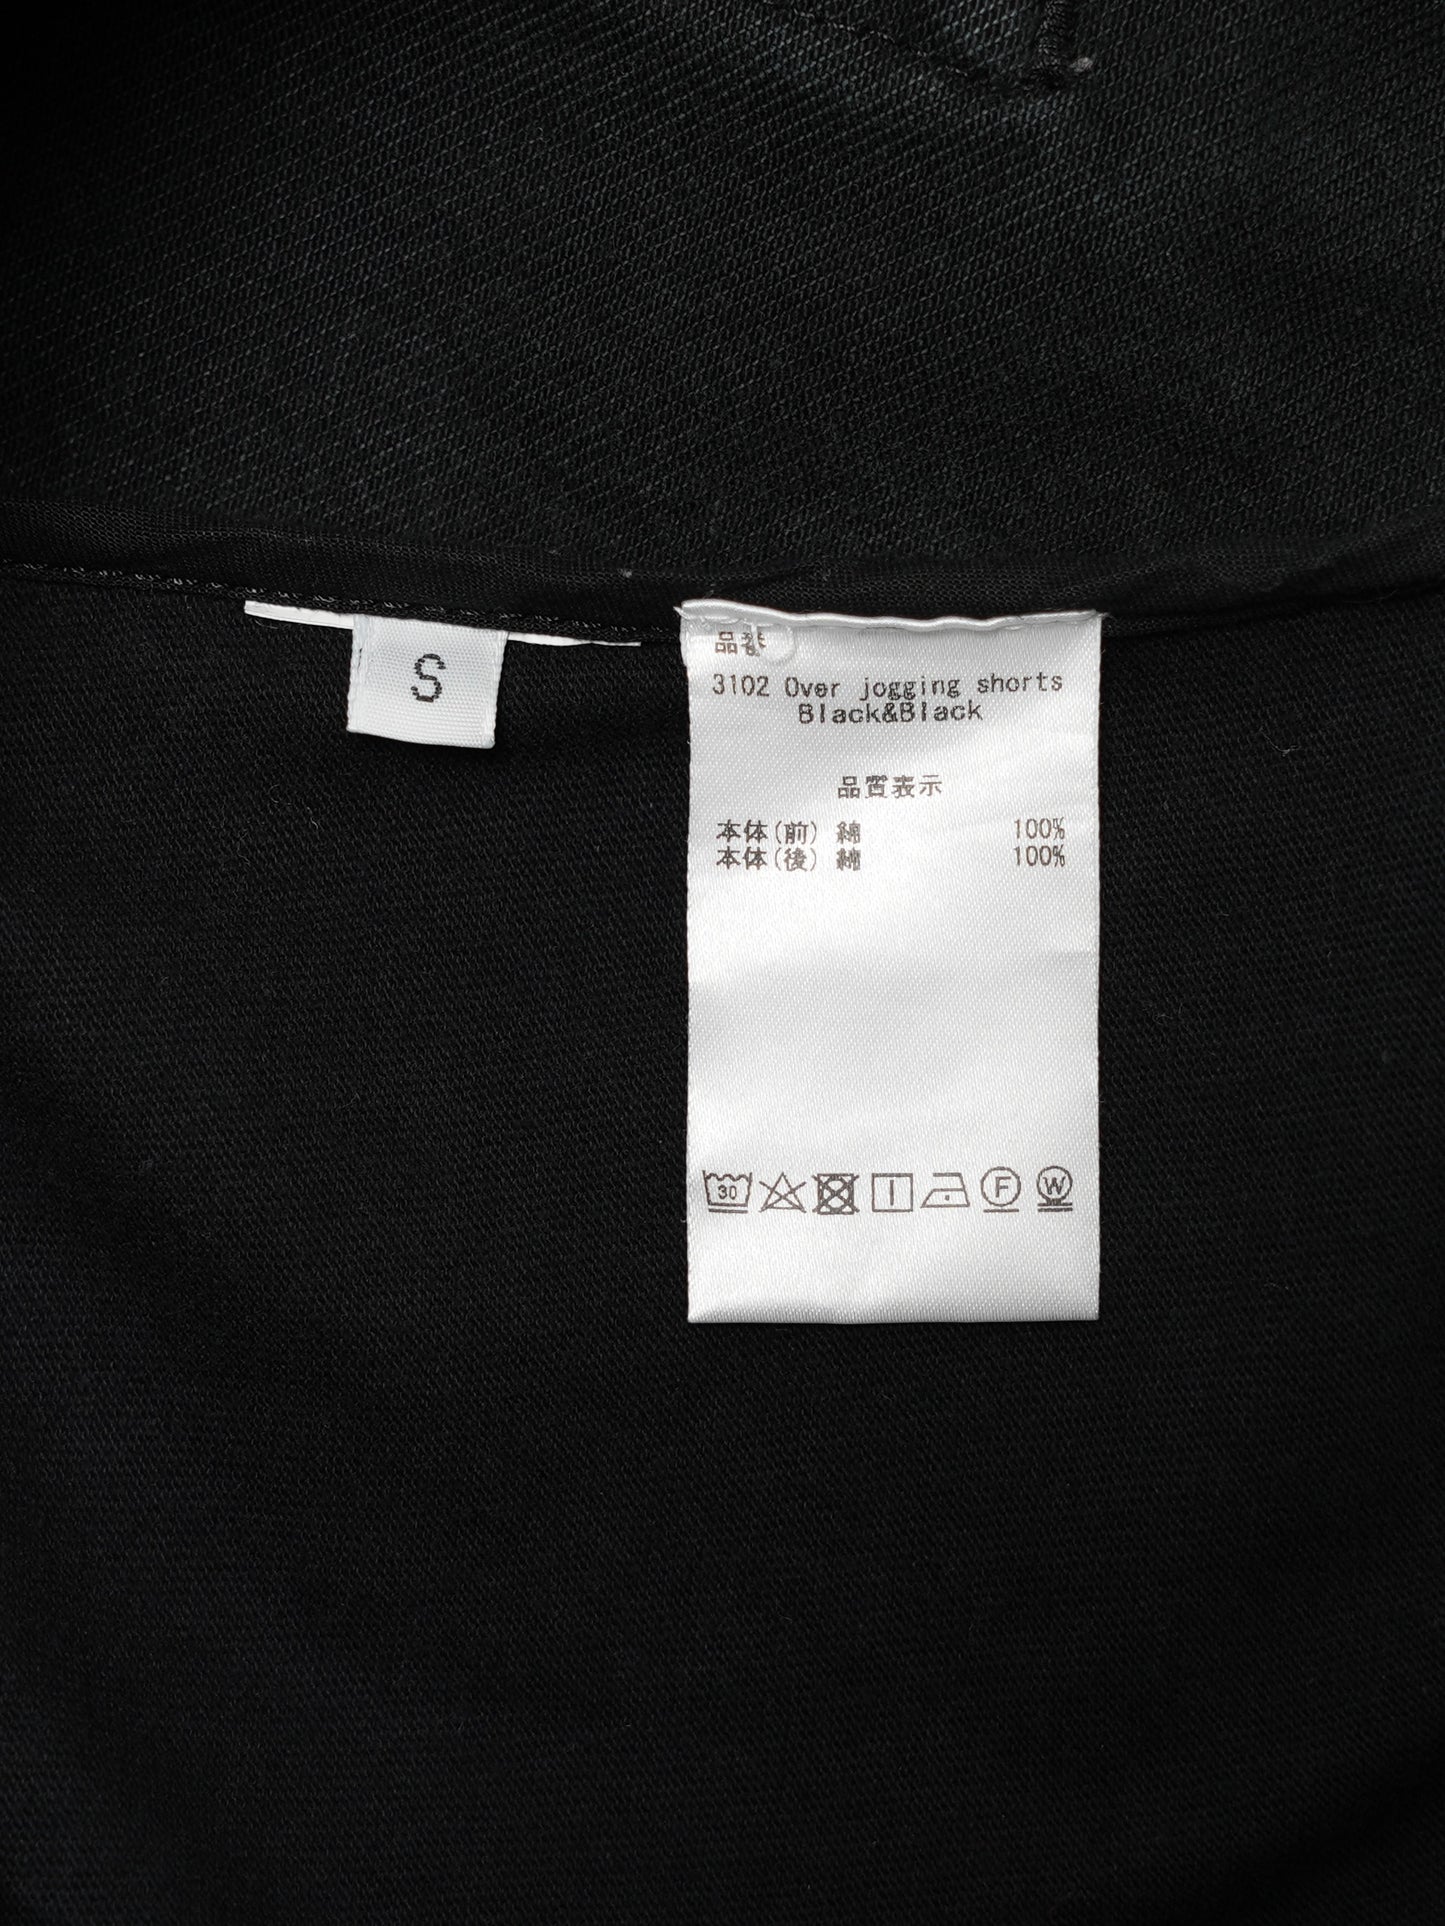 S
品番
3102 Over jogging shorts
Black&Black
品質表示
本体(前) 綿 100%
本体(後) 綿 100%
30 F W